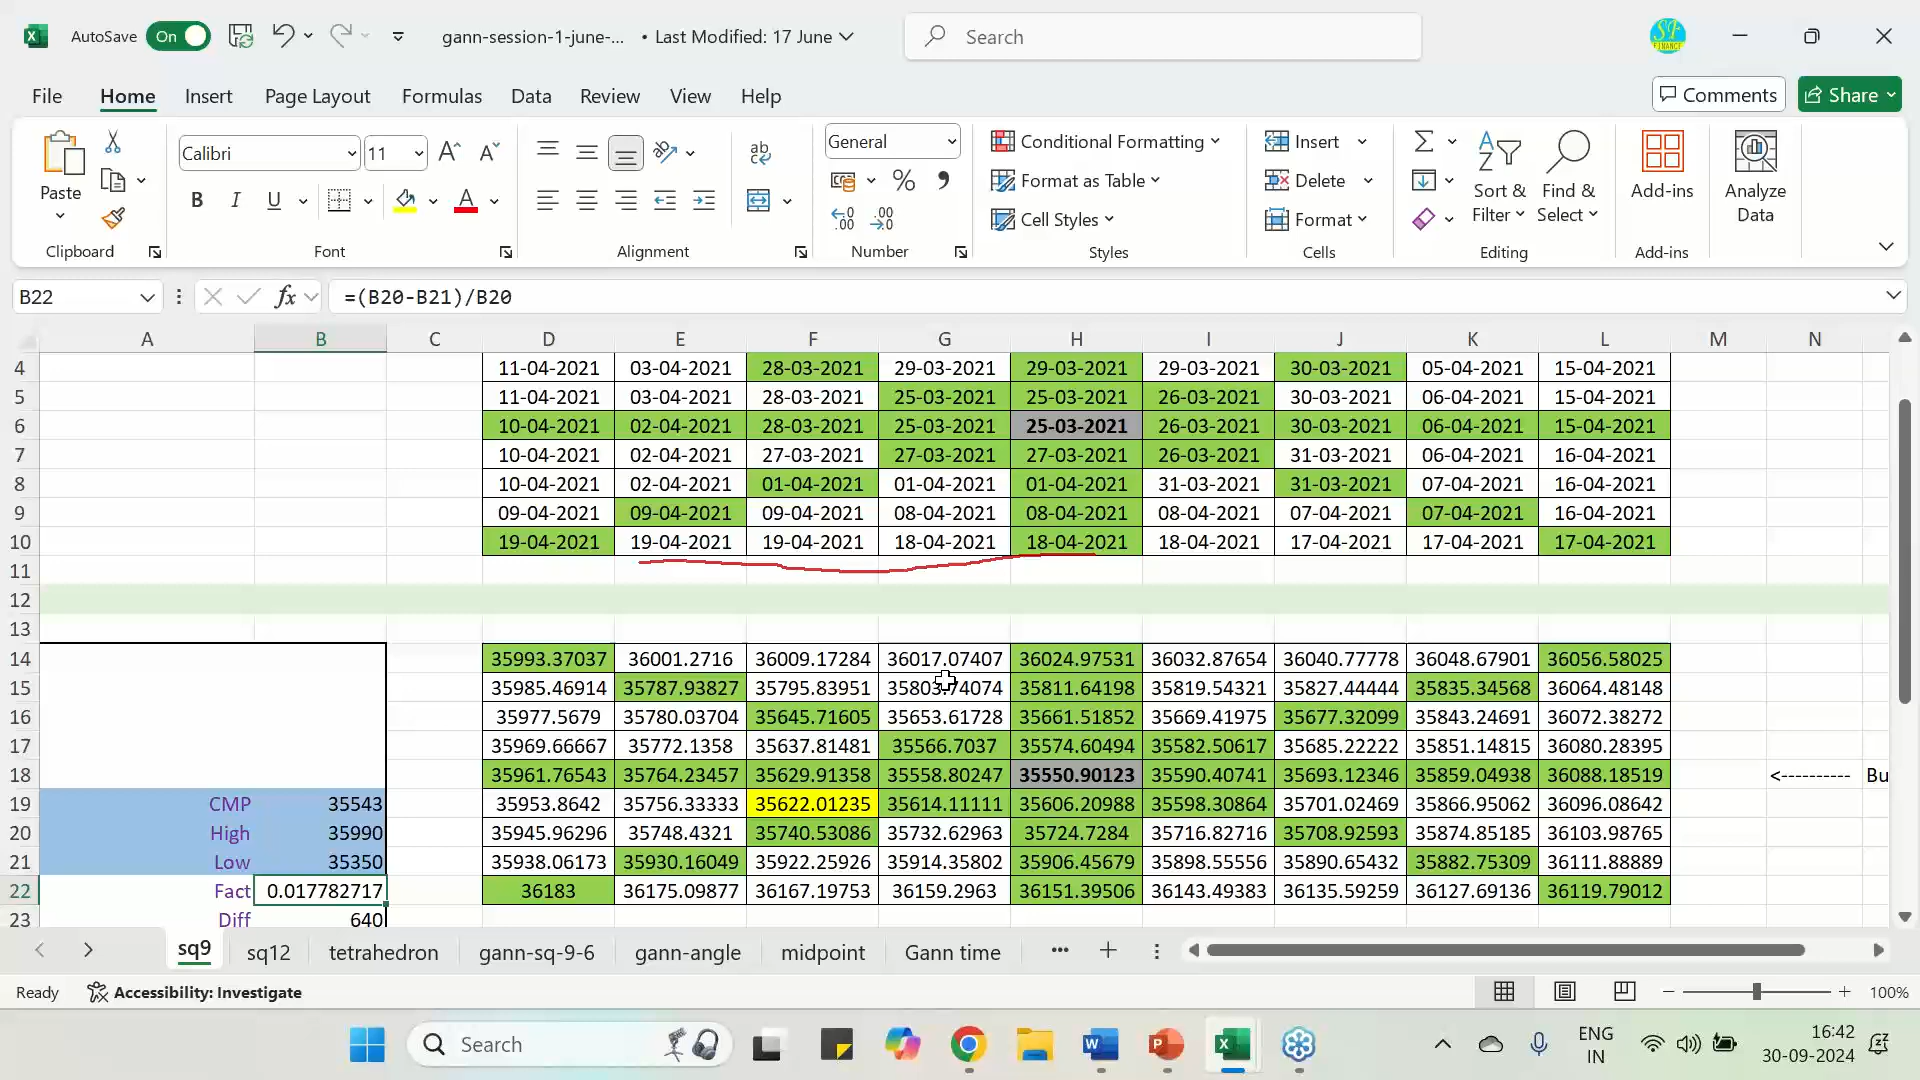 AutoSave On gann-session-1-june-... • Last Modified: 17 June Search
File Home Insert Page Layout Formulas Data Review View Help Comments Share
Paste Calibri 11 General Conditional Formatting Format as Table Cell Styles Insert Delete Format Sort & Filter Find & Select Add-ins Analyze Data
Clipboard Font Alignment Number Styles Cells Editing Add-ins
B22 fx =(B20-B21)/B20
A B C D E F G H I J K L M N
4 11-04-2021 03-04-2021 28-03-2021 29-03-2021 29-03-2021 29-03-2021 30-03-2021 05-04-2021 15-04-2021
5 11-04-2021 03-04-2021 28-03-2021 25-03-2021 25-03-2021 26-03-2021 30-03-2021 06-04-2021 15-04-2021
6 10-04-2021 02-04-2021 28-03-2021 25-03-2021 25-03-2021 26-03-2021 30-03-2021 06-04-2021 15-04-2021
7 10-04-2021 02-04-2021 27-03-2021 27-03-2021 27-03-2021 26-03-2021 31-03-2021 06-04-2021 16-04-2021
8 10-04-2021 02-04-2021 01-04-2021 01-04-2021 01-04-2021 31-03-2021 31-03-2021 07-04-2021 16-04-2021
9 09-04-2021 09-04-2021 09-04-2021 08-04-2021 08-04-2021 08-04-2021 07-04-2021 07-04-2021 16-04-2021
10 19-04-2021 19-04-2021 19-04-2021 18-04-2021 18-04-2021 18-04-2021 17-04-2021 17-04-2021 17-04-2021
11
12
13
14 35993.37037 36001.2716 36009.17284 36017.07407 36024.97531 36032.87654 36040.77778 36048.67901 36056.58025
15 35985.46914 35787.93827 35795.83951 35803.74074 35811.64198 35819.54321 35827.44444 35835.34568 36064.48148
16 35977.5679 35780.03704 35645.71605 35653.61728 35661.51852 35669.41975 35677.32099 35843.24691 36072.38272
17 35969.66667 35772.1358 35637.81481 35566.7037 35574.60494 35582.50617 35685.22222 35851.14815 36080.28395
18 35961.76543 35764.23457 35629.91358 35558.80247 35550.90123 35590.40741 35693.12346 35859.04938 36088.18519 <---------- Bu
19 CMP 35543 35953.8642 35756.33333 35622.01235 35614.11111 35606.20988 35598.30864 35701.02469 35866.95062 36096.08642
20 High 35990 35945.96296 35748.4321 35740.53086 35732.62963 35724.7284 35716.82716 35708.92593 35874.85185 36103.98765
21 Low 35350 35938.06173 35930.16049 35922.25926 35914.35802 35906.45679 35898.55556 35890.65432 35882.75309 36111.88889
22 Fact 0.017782717 36183 36175.09877 36167.19753 36159.2963 36151.39506 36143.49383 36135.59259 36127.69136 36119.79012
23 Diff 640
sq9 sq12 tetrahedron gann-sq-9-6 gann-angle midpoint Gann time
Ready Accessibility: Investigate 100%
Search ENG IN 16:42 30-09-2024